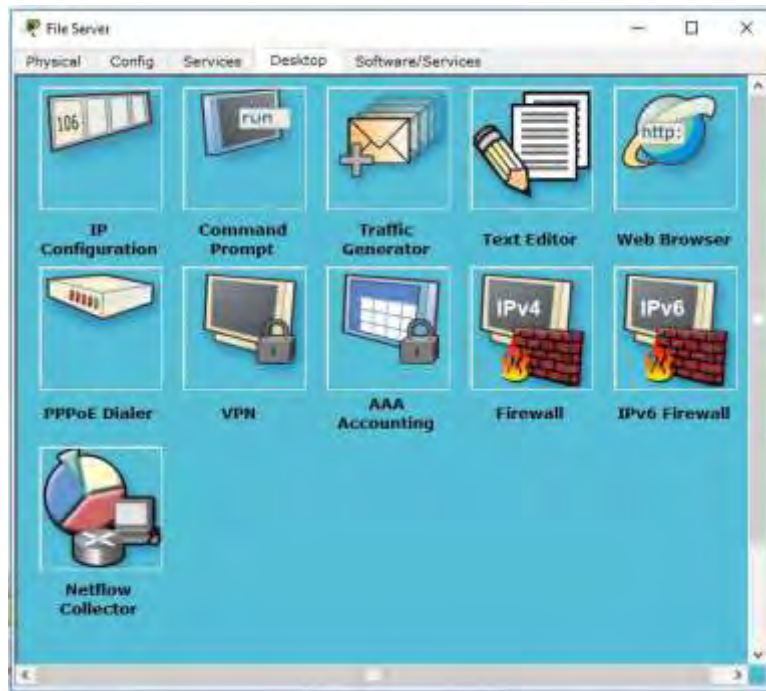 File Server
Physical Config Services Desktop Software/Services
106
run
http:
IP Configuration
Command Prompt
Traffic Generator
Text Editor
Web Browser
IPv4
IPv6
PPPoE Dialer
VPN
AAA Accounting
Firewall
IPv6 Firewall
Netflow Collector